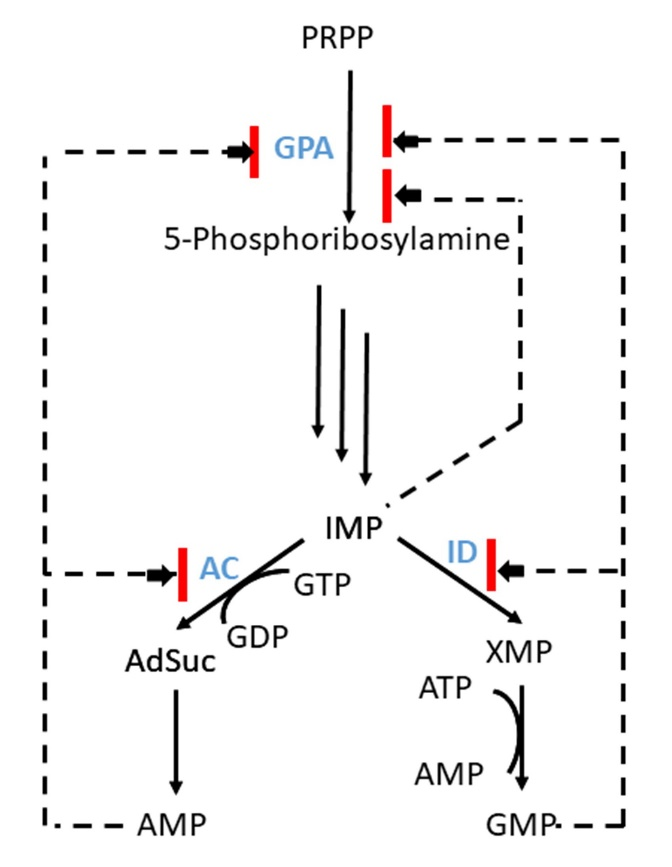 PRPP
GPA
5-Phosphoribosylamine
IMP
AC
ID
GTP
GDP
AdSuc
XMP
ATP
AMP
AMP
GMP